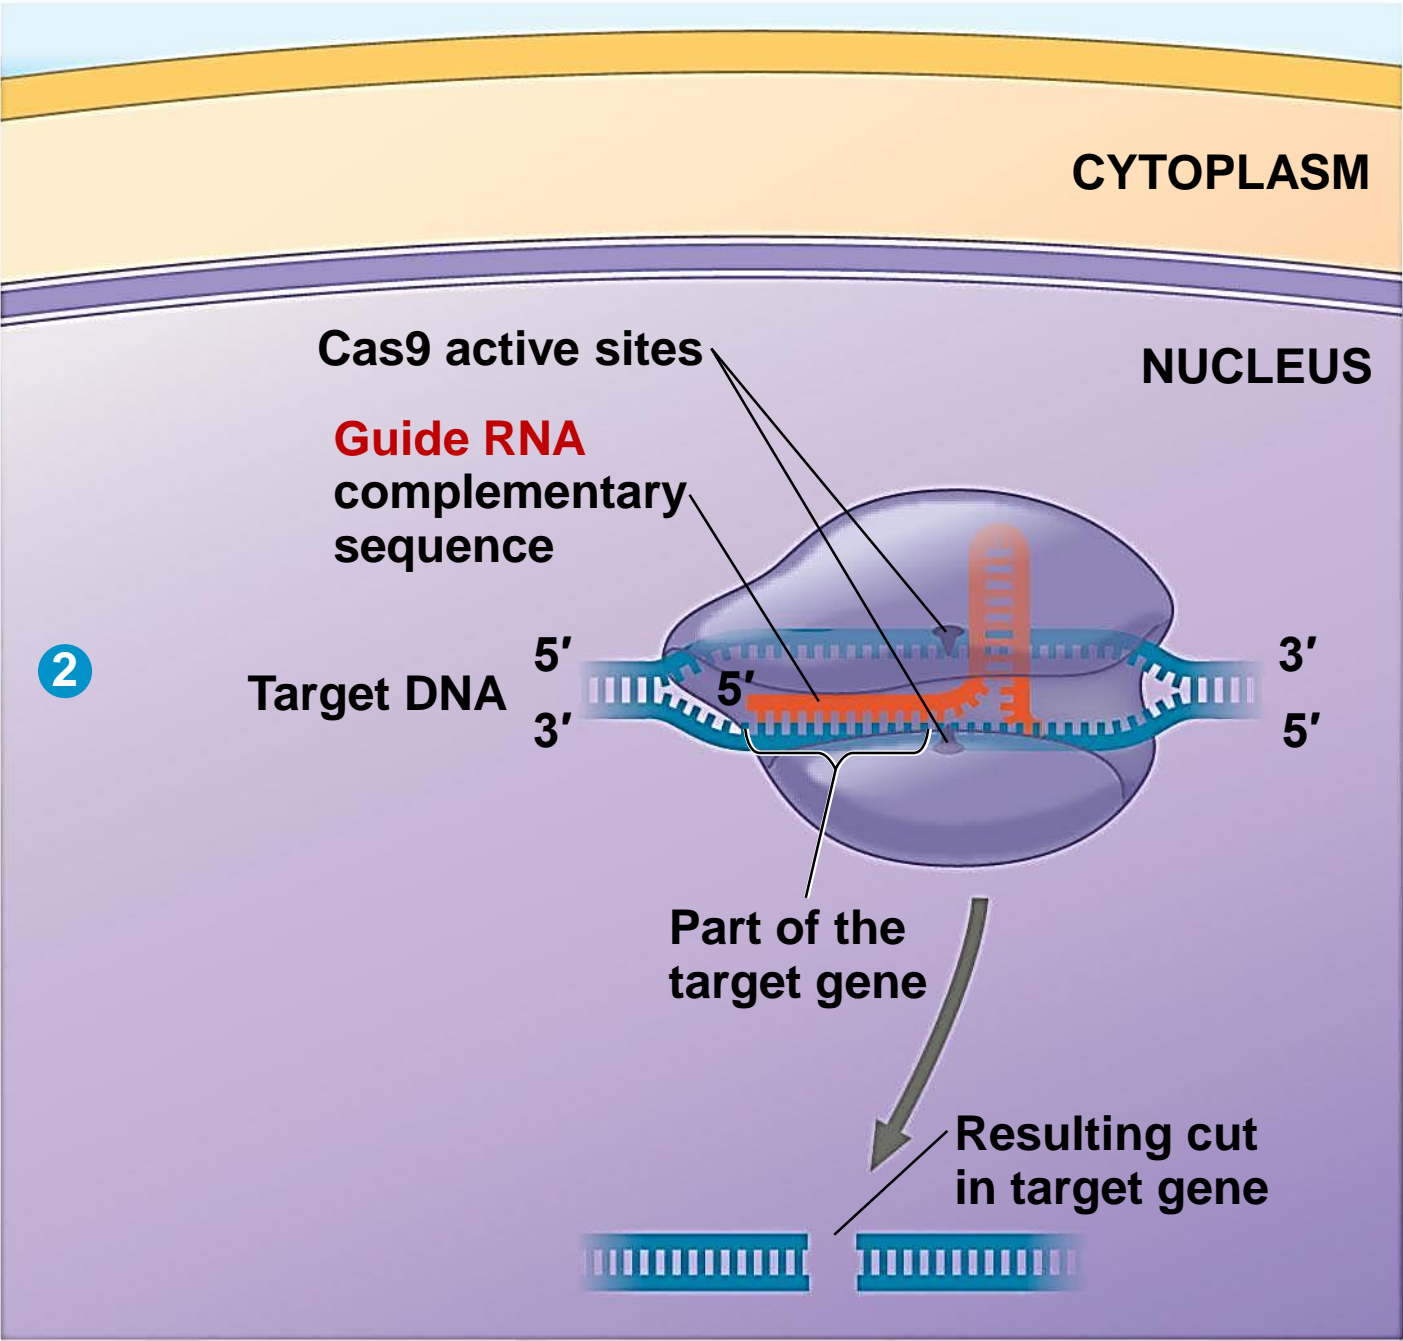 CYTOPLASM
Cas9 active sites
NUCLEUS
Guide RNA
complementary
sequence
2
5′
3′
Target DNA
5′
3′
5′
Part of the
target gene
Resulting cut
in target gene